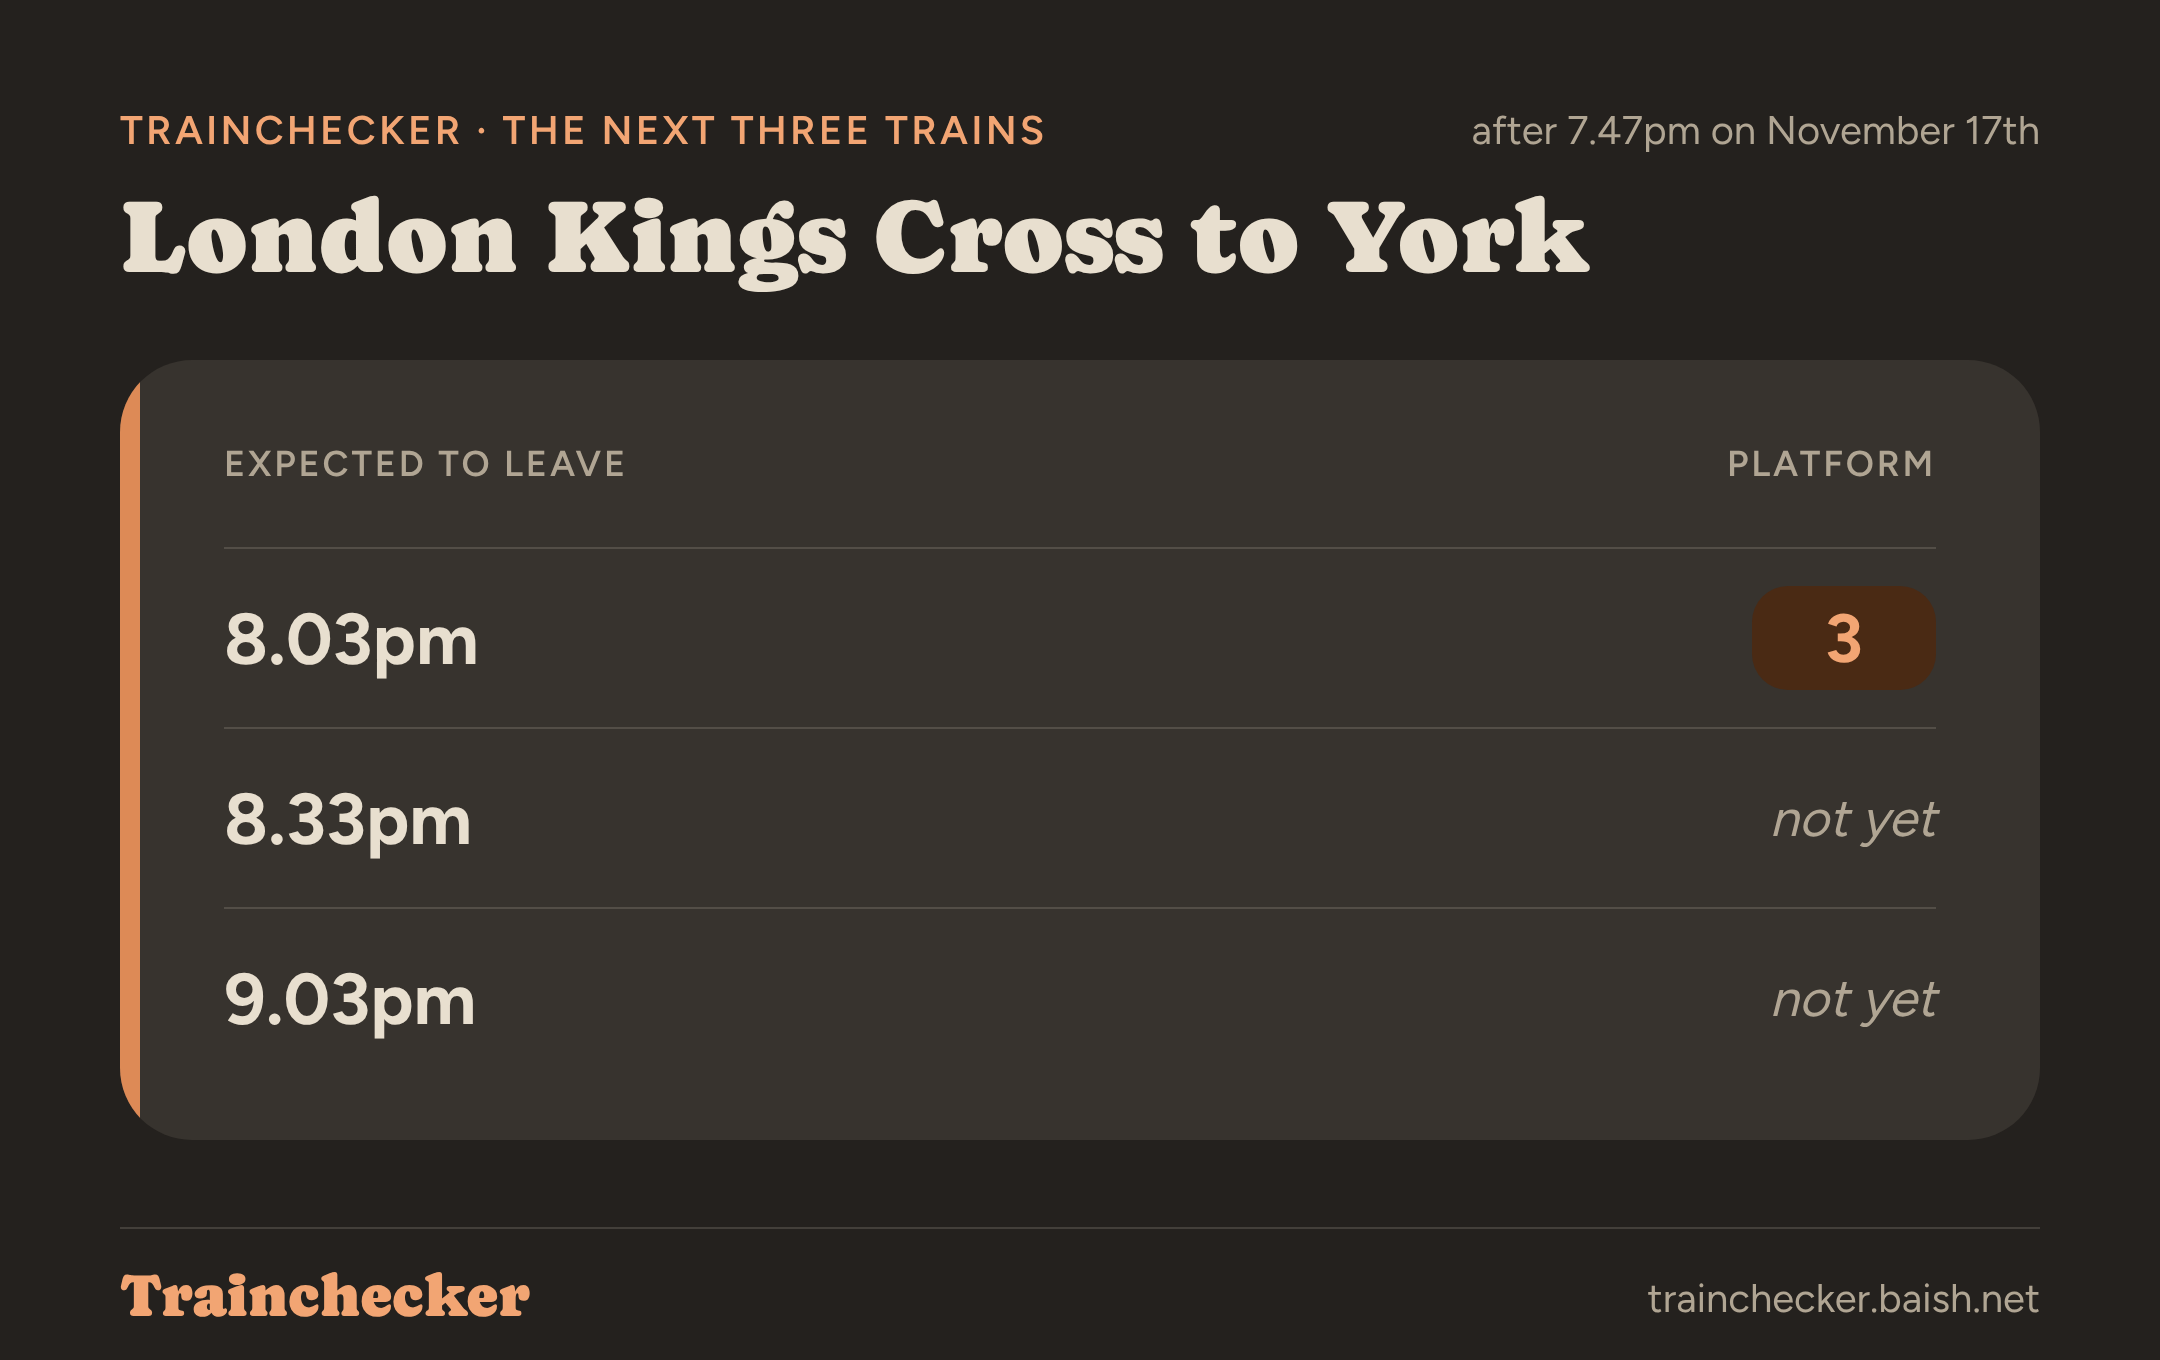 TRAINCHECKER · THE NEXT THREE TRAINS
after 7.47pm on November 17th
London Kings Cross to York
EXPECTED TO LEAVE
PLATFORM
8.03pm
3
8.33pm
not yet
9.03pm
not yet
Trainchecker
trainchecker.baish.net